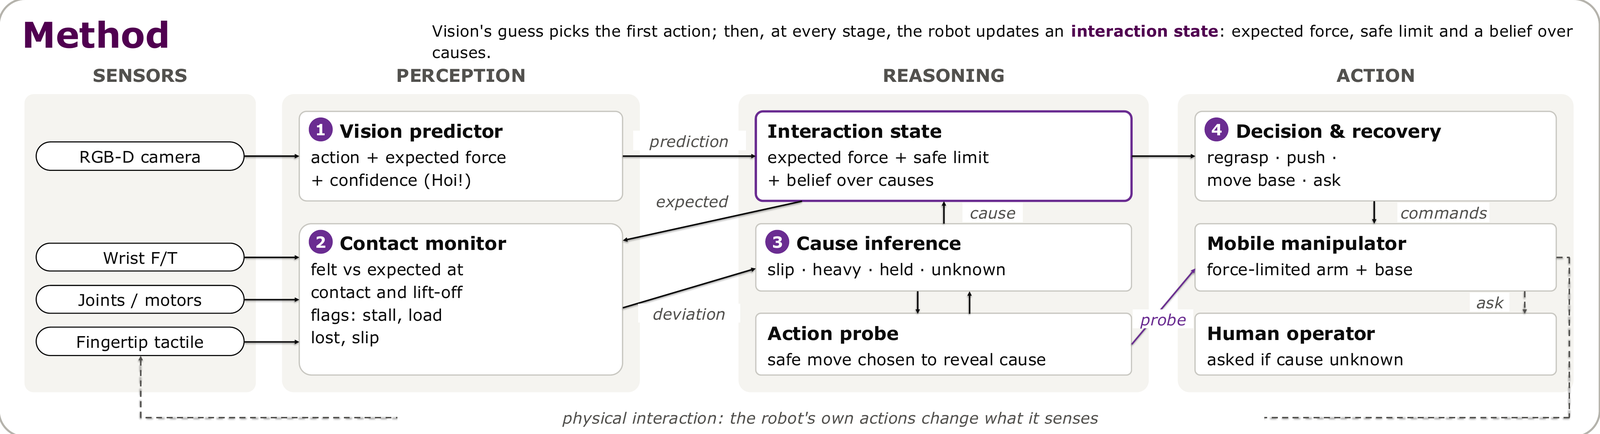 Method
Vision's guess picks the first action; then, at every stage, the robot updates an interaction state: expected force, safe limit and a belief over
causes.
SENSORS
PERCEPTION
REASONING
ACTION
RGB-D camera
Wrist F/T
Joints / motors
Fingertip tactile
1 Vision predictor
action + expected force
+ confidence (Hoi!)
2 Contact monitor
felt vs expected at
contact and lift-off
flags: stall, load
lost, slip
prediction
expected
deviation
Interaction state
expected force + safe limit
+ belief over causes
cause
3 Cause inference
slip · heavy · held · unknown
Action probe
safe move chosen to reveal cause
probe
4 Decision & recovery
regrasp · push ·
move base · ask
commands
Mobile manipulator
force-limited arm + base
ask
Human operator
asked if cause unknown
physical interaction: the robot's own actions change what it senses